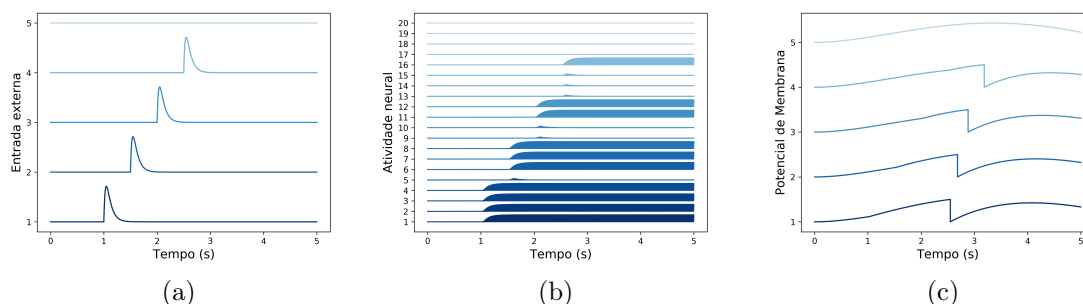 Entrada externa
5
4
3
2
1
0 1 2 3 4 5
Tempo (s)
(a)
Atividade neural
20
19
18
17
16
15
14
13
12
11
10
9
8
7
6
5
4
3
2
1
0 1 2 3 4 5
Tempo (s)
(b)
Potencial de Membrana
5
4
3
2
1
0 1 2 3 4 5
Tempo (s)
(c)